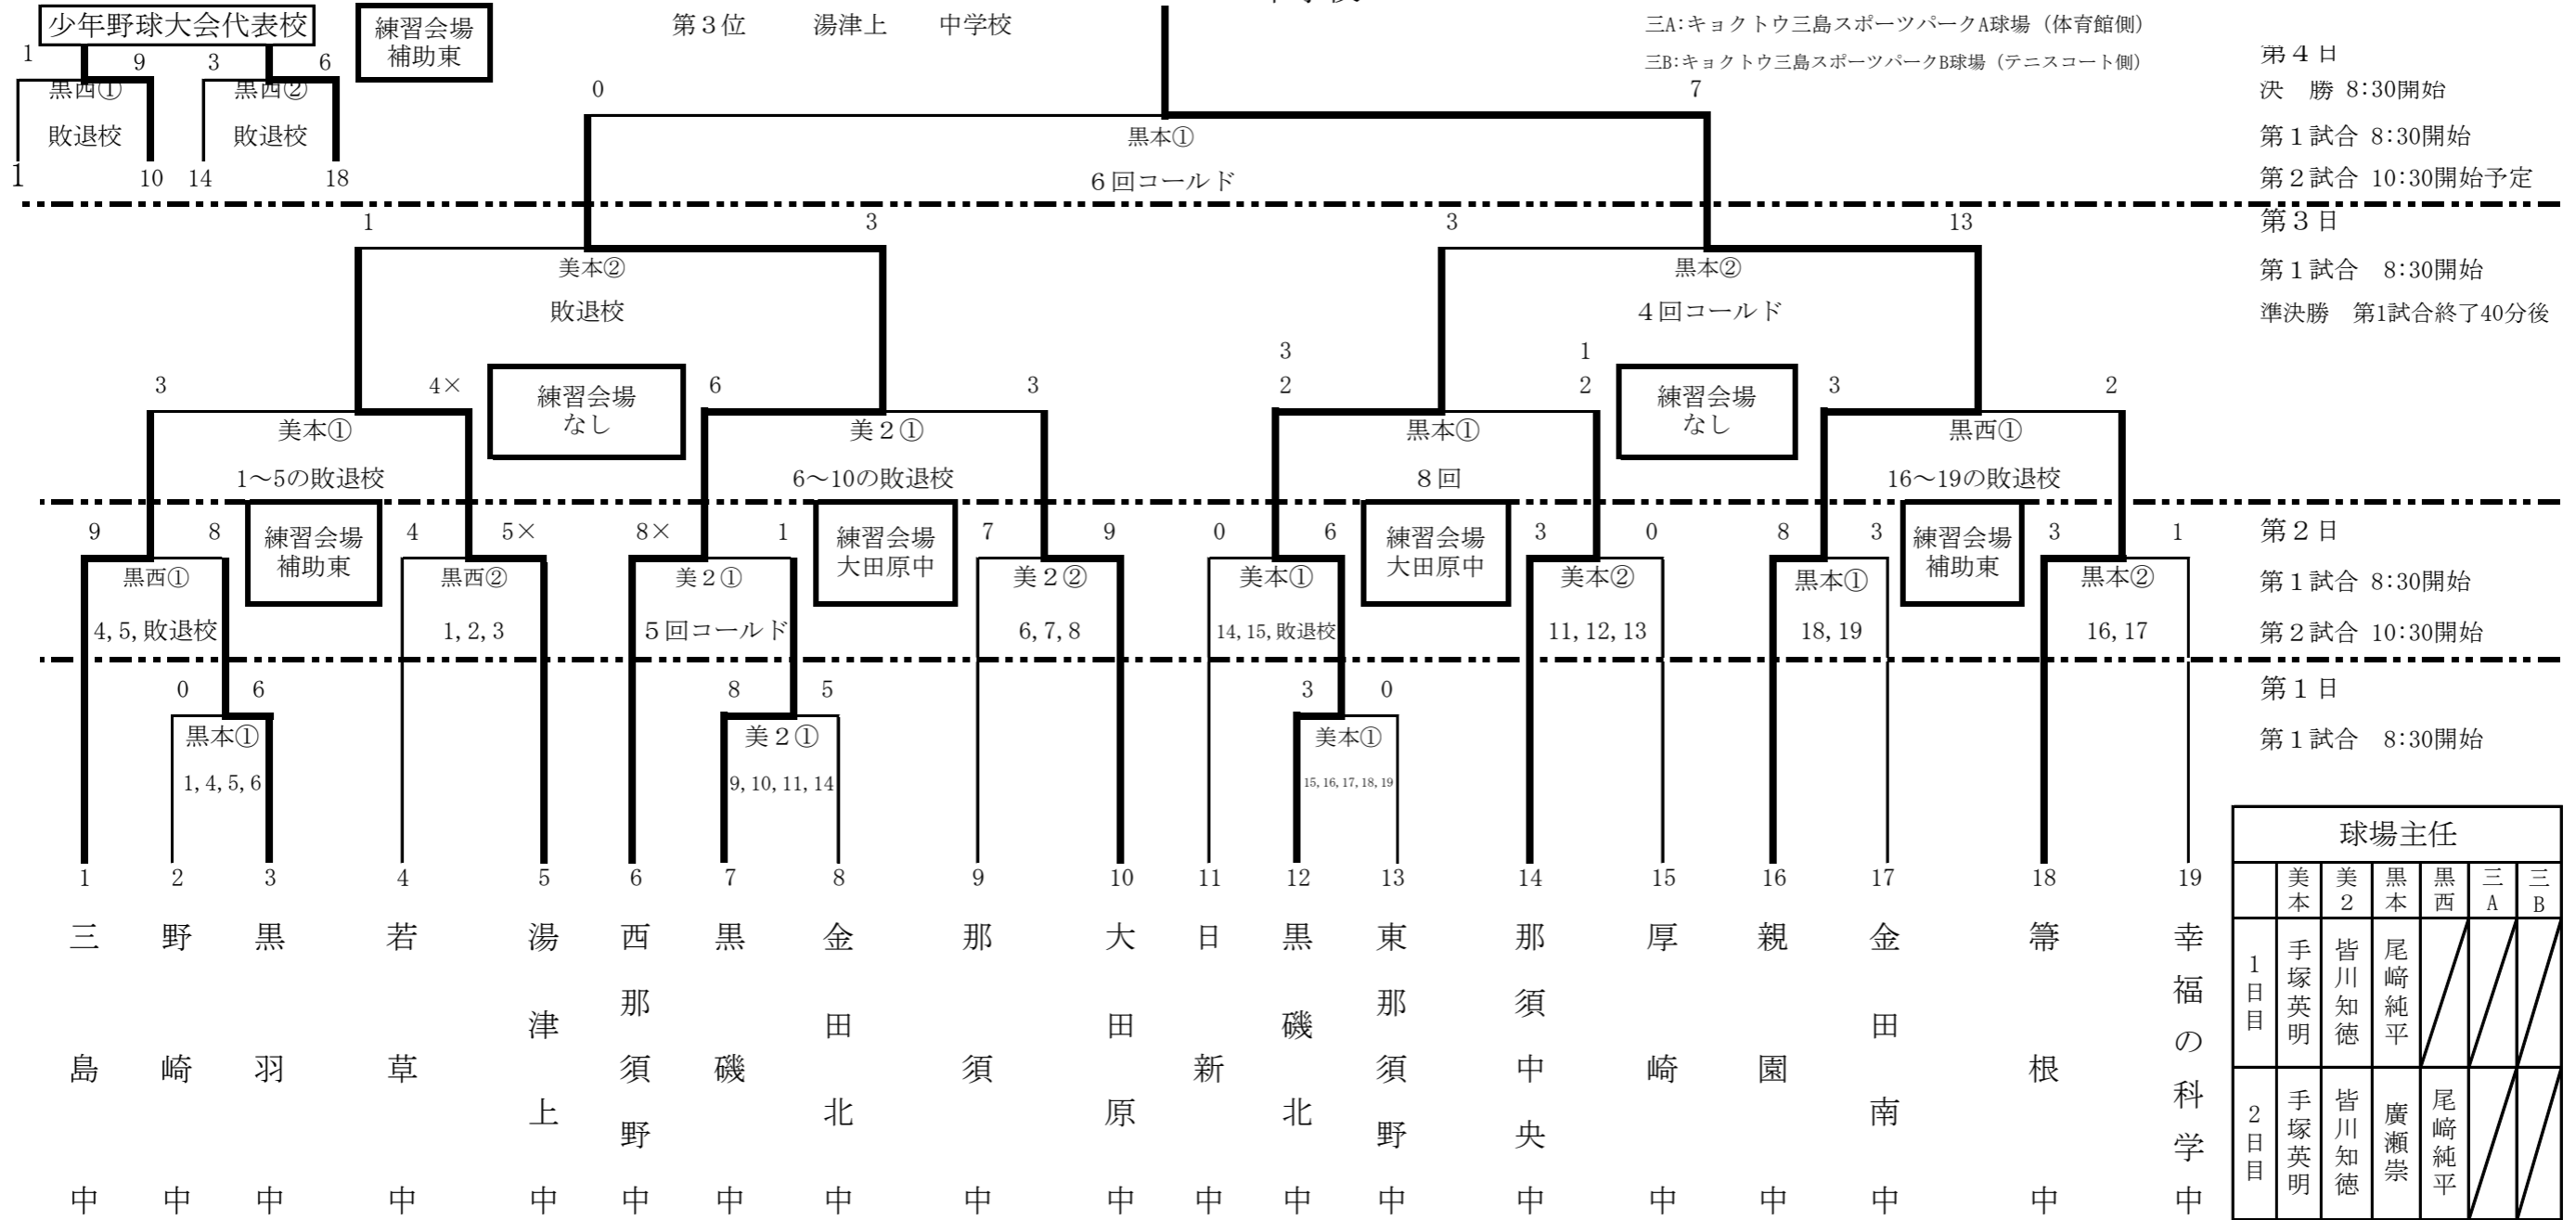 少年野球大会代表校
練習会場
補助東
第３位 湯津上 中学校
三A:キョクトウ三島スポーツパークA球場（体育館側）
三B:キョクトウ三島スポーツパークB球場（テニスコート側）
第４日
決 勝 8:30開始
第１試合 8:30開始
第２試合 10:30開始予定
1 9 3 6
黒西① 黒西②
敗退校 敗退校
1 10 14 18
0 7
黒本①
６回コールド
1 3 3 13
第３日
美本② 黒本②
第１試合 8:30開始
敗退校 ４回コールド
準決勝 第1試合終了40分後
3 1
3 4× 6 3 2 2 3 2
練習会場
なし
練習会場
なし
美本① 美２① 黒本① 黒西①
1～5の敗退校 6～10の敗退校 ８回 16～19の敗退校
9 8 4 5× 8× 1 7 9 0 6 3 0 8 3 3 1
練習会場
補助東
練習会場
大田原中
練習会場
大田原中
練習会場
補助東
第２日
黒西① 黒西② 美２① 美２② 美本① 美本② 黒本① 黒本②
第１試合 8:30開始
4,5,敗退校 1,2,3 ５回コールド 6,7,8 14,15,敗退校 11,12,13 18,19 16,17
第２試合 10:30開始
0 6 8 5 3 0
第１日
黒本① 美２① 美本①
第１試合 8:30開始
1,4,5,6 9,10,11,14 15,16,17,18,19
1 2 3 4 5 6 7 8 9 10 11 12 13 14 15 16 17 18 19
三島中
野崎中
黒羽中
若草中
湯津上中
西那須野中
黒磯中
金田北中
那須中
大田原中
日新中
黒磯北中
東那須野中
那須中央中
厚崎中
親園中
金田南中
箒根中
幸福の科学中
球場主任
美本 美2 黒本 黒西 三A 三B
1日目 手塚英明 皆川知徳 尾﨑純平
2日目 手塚英明 皆川知徳 廣瀬崇 尾﨑純平